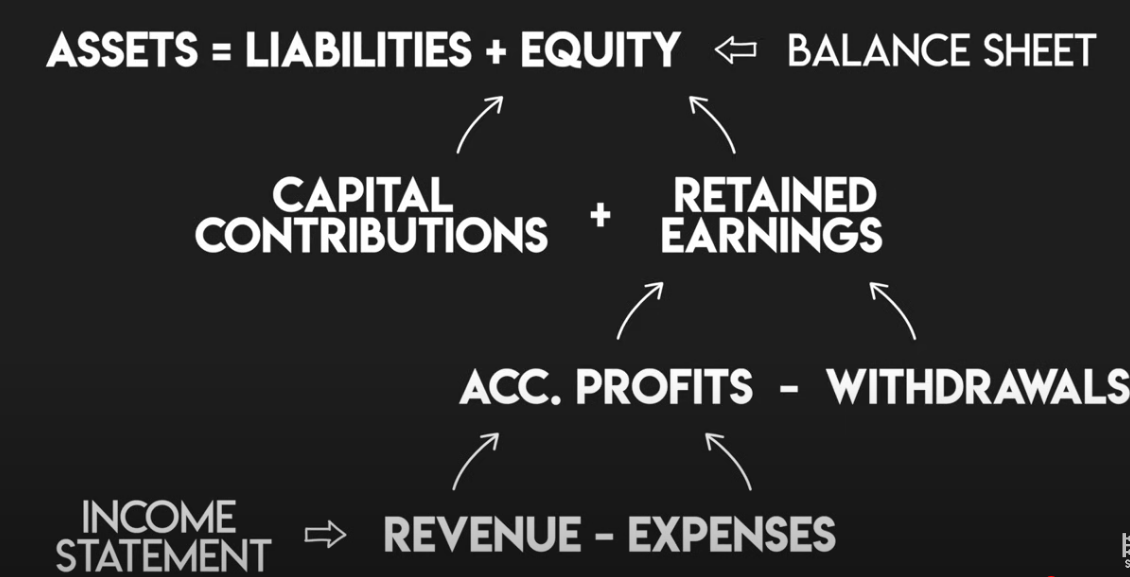 ASSETS = LIABILITIES + EQUITY ⇦ BALANCE SHEET
CAPITAL
CONTRIBUTIONS
+
RETAINED
EARNINGS
ACC. PROFITS - WITHDRAWALS
INCOME
STATEMENT
⇨ REVENUE - EXPENSES